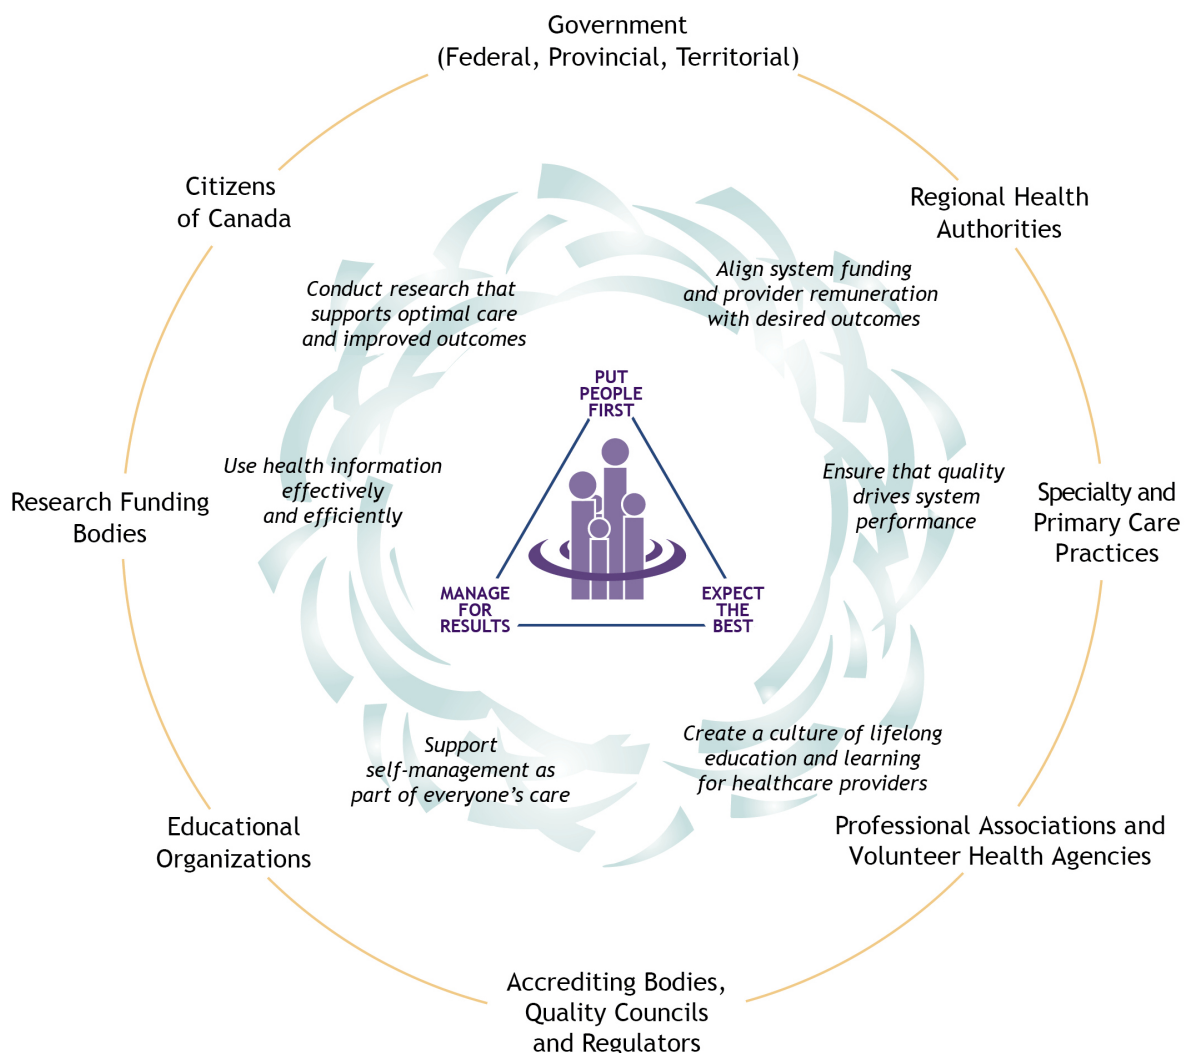 Government
(Federal, Provincial, Territorial)
Citizens
of Canada
Regional Health
Authorities
Conduct research that
supports optimal care
and improved outcomes
Align system funding
and provider remuneration
with desired outcomes
PUT
PEOPLE
FIRST
Use health information
effectively
and efficiently
Ensure that quality
drives system
performance
Research Funding
Bodies
Specialty and
Primary Care
Practices
MANAGE
FOR
RESULTS
EXPECT
THE
BEST
Support
self-management as
part of everyone’s care
Create a culture of lifelong
education and learning
for healthcare providers
Educational
Organizations
Professional Associations and
Volunteer Health Agencies
Accrediting Bodies,
Quality Councils
and Regulators